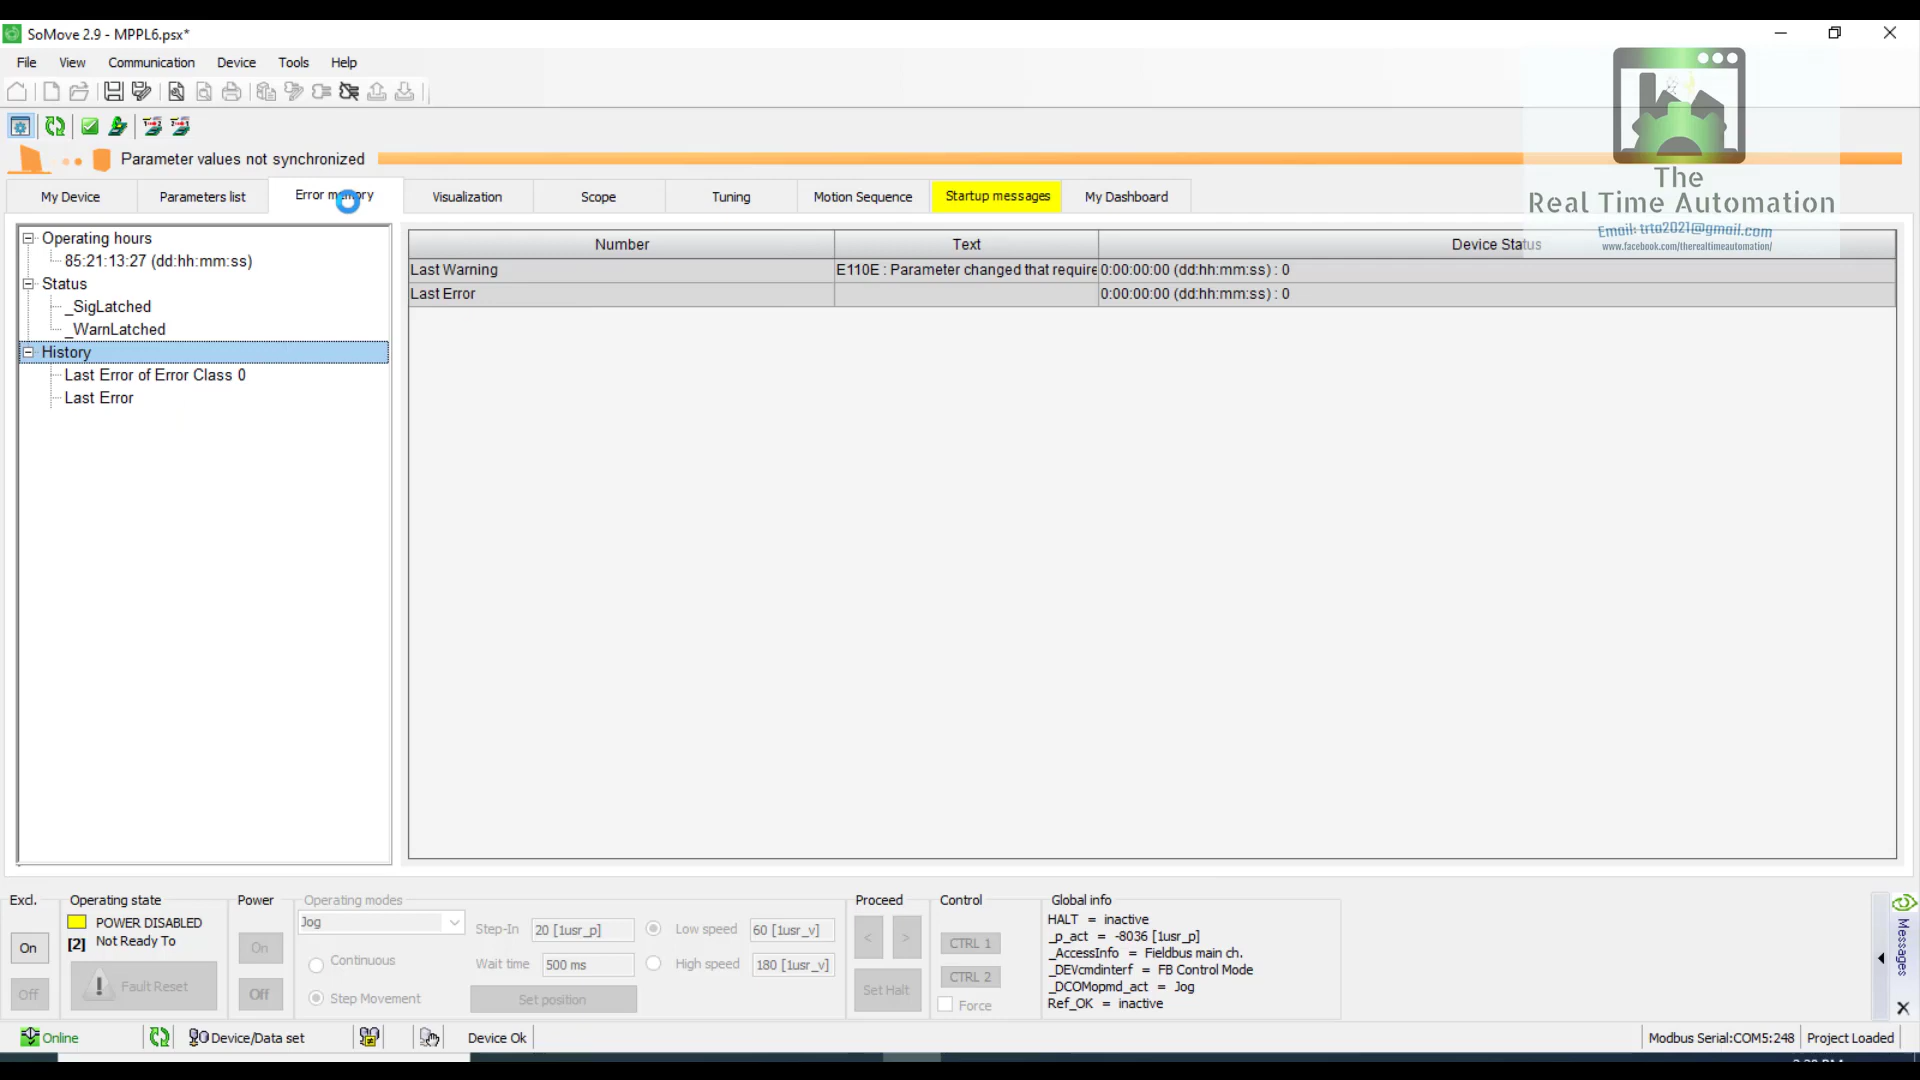 SoMove 2.9 - MPPL6.psx*
File View Communication Device Tools Help
Parameter values not synchronized
My Device Parameters list Error memory Visualization Scope Tuning Motion Sequence Startup messages My Dashboard
The
Real Time Automation
Email: trta2021@gmail.com
www.facebook.com/therealtimeautomation/
Operating hours
85:21:13:27 (dd:hh:mm:ss)
Status
_SigLatched
_WarnLatched
History
Last Error of Error Class 0
Last Error
Number Text Device Status
Last Warning E110E : Parameter changed that require 0:00:00:00 (dd:hh:mm:ss) : 0
Last Error 0:00:00:00 (dd:hh:mm:ss) : 0
Excl.
On
Off
Operating state
POWER DISABLED
[2] Not Ready To
Fault Reset
Power
On
Off
Operating modes
Jog
Continuous
Step Movement
Step-In 20 [1usr_p]
Wait time 500 ms
Set position
Low speed 60 [1usr_v]
High speed 180 [1usr_v]
Proceed
< >
Set Halt
Control
CTRL 1
CTRL 2
Force
Global info
HALT = inactive
_p_act = -8036 [1usr_p]
_AccessInfo = Fieldbus main ch.
_DEVcmdinterf = FB Control Mode
_DCOMopmd_act = Jog
Ref_OK = inactive
Messages
Online Device/Data set Device Ok Modbus Serial:COM5:248 Project Loaded